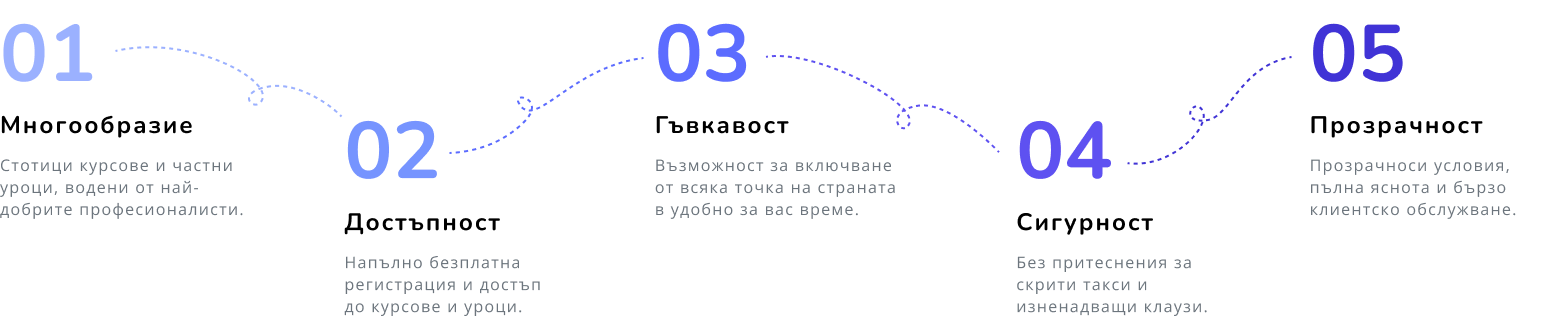 01
Многообразие
Стотици курсове и частни
уроци, водени от най-
добрите професионалисти.
02
Достъпност
Напълно безплатна
регистрация и достъп
до курсове и уроци.
03
Гъвкавост
Възможност за включване
от всяка точка на страната
в удобно за вас време.
04
Сигурност
Без притеснения за
скрити такси и
изненадващи клаузи.
05
Прозрачност
Прозрачноси условия,
пълна яснота и бързо
клиентско обслужване.